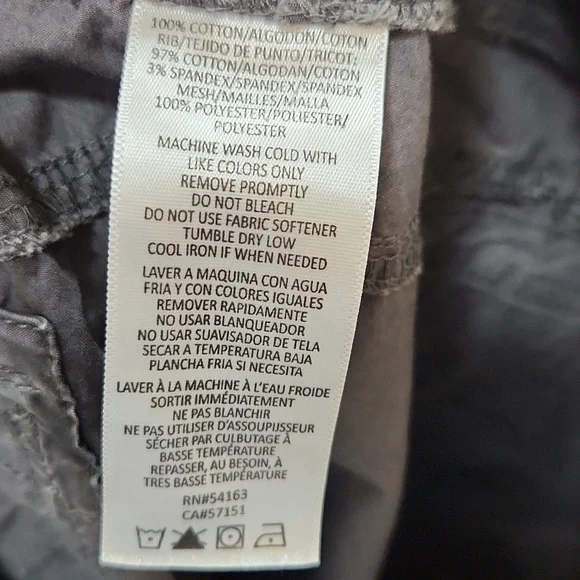 100% COTTON/ALGODON/COTON
RIB/TEJIDO DE PUNTO/TRICOT:
97% COTTON/ALGODAN/COTON
3% SPANDEX/SPANDEX/SPANDEX
MESH/MAILLES/MALLA
100% POLYESTER/POLIESTER/
POLYESTER
MACHINE WASH COLD WITH
LIKE COLORS ONLY
REMOVE PROMPTLY
DO NOT BLEACH
DO NOT USE FABRIC SOFTENER
TUMBLE DRY LOW
COOL IRON IF WHEN NEEDED
LAVER A MAQUINA CON AGUA
FRIA Y CON COLORES IGUALES
REMOVER RAPIDAMENTE
NO USAR BLANQUEADOR
NO USAR SUAVISADOR DE TELA
SECAR A TEMPERATURA BAJA
PLANCHA FRIA SI NECESITA
LAVER À LA MACHINE À L'EAU FROIDE
SORTIR IMMÉDIATEMENT
NE PAS BLANCHIR
NE PAS UTILISER D'ASSOUPLISSEUR
SÉCHER PAR CULBUTAGE À
BASSE TEMPÉRATURE
REPASSER, AU BESOIN, À
TRES BASSE TEMPÉRATURE
RN#54163
CA#57151